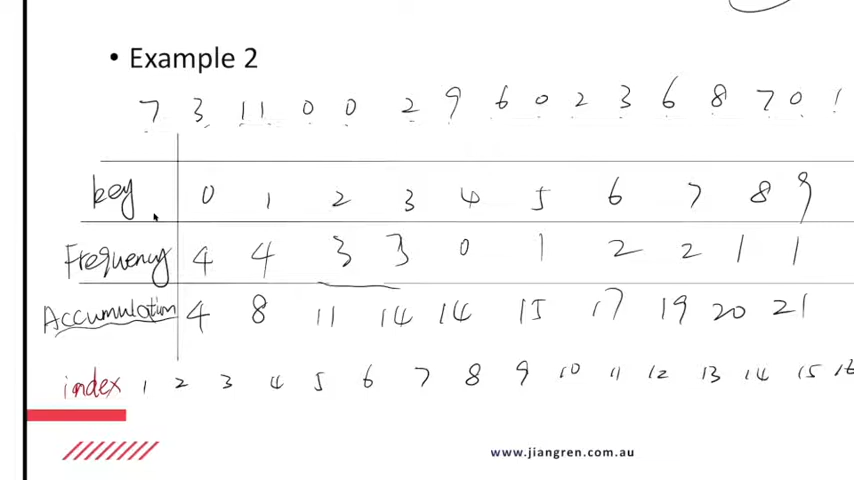 • Example 2
7 3 1 1 0 0 2 9 6 0 2 3 6 8 7 0 1
key 0 1 2 3 4 5 6 7 8 9
Frequency 4 4 3 3 0 1 2 2 1 1
Accumulation 4 8 11 14 14 15 17 19 20 21
index 1 2 3 4 5 6 7 8 9 10 11 12 13 14 15 16
www.jiangren.com.au